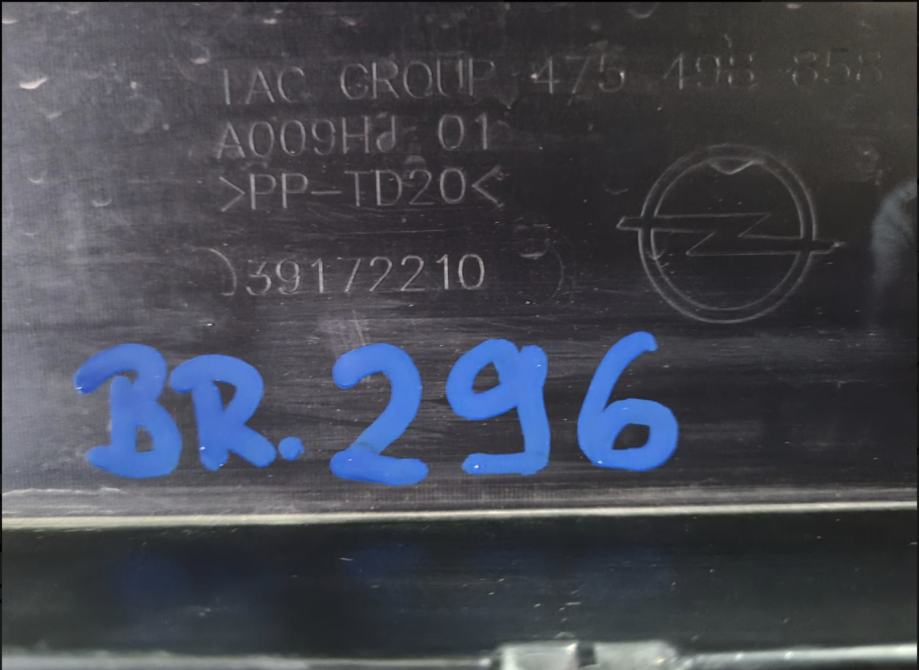 IAC GROUP 475 498 858
A009HJ 01
>PP-TD20<
39172210
BR.296